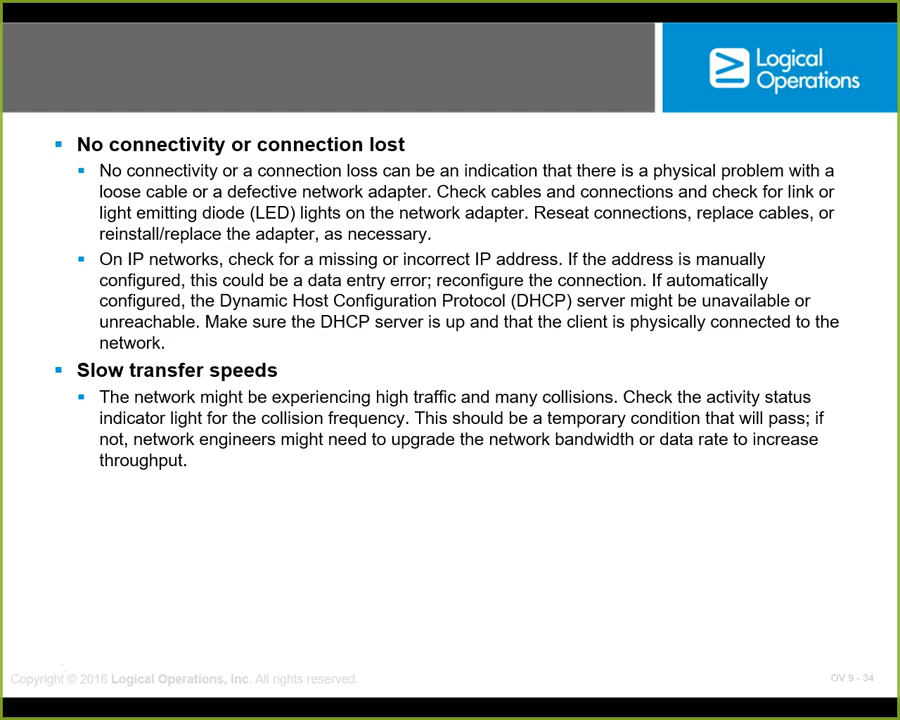 Logical
Operations
No connectivity or connection lost
No connectivity or a connection loss can be an indication that there is a physical problem with a
loose cable or a defective network adapter. Check cables and connections and check for link or
light emitting diode (LED) lights on the network adapter. Reseat connections, replace cables, or
reinstall/replace the adapter, as necessary.
On IP networks, check for a missing or incorrect IP address. If the address is manually
configured, this could be a data entry error; reconfigure the connection. If automatically
configured, the Dynamic Host Configuration Protocol (DHCP) server might be unavailable or
unreachable. Make sure the DHCP server is up and that the client is physically connected to the
network.
Slow transfer speeds
The network might be experiencing high traffic and many collisions. Check the activity status
indicator light for the collision frequency. This should be a temporary condition that will pass; if
not, network engineers might need to upgrade the network bandwidth or data rate to increase
throughput.
Copyright © 2016 Logical Operations, Inc. All rights reserved.
OV 9 - 34